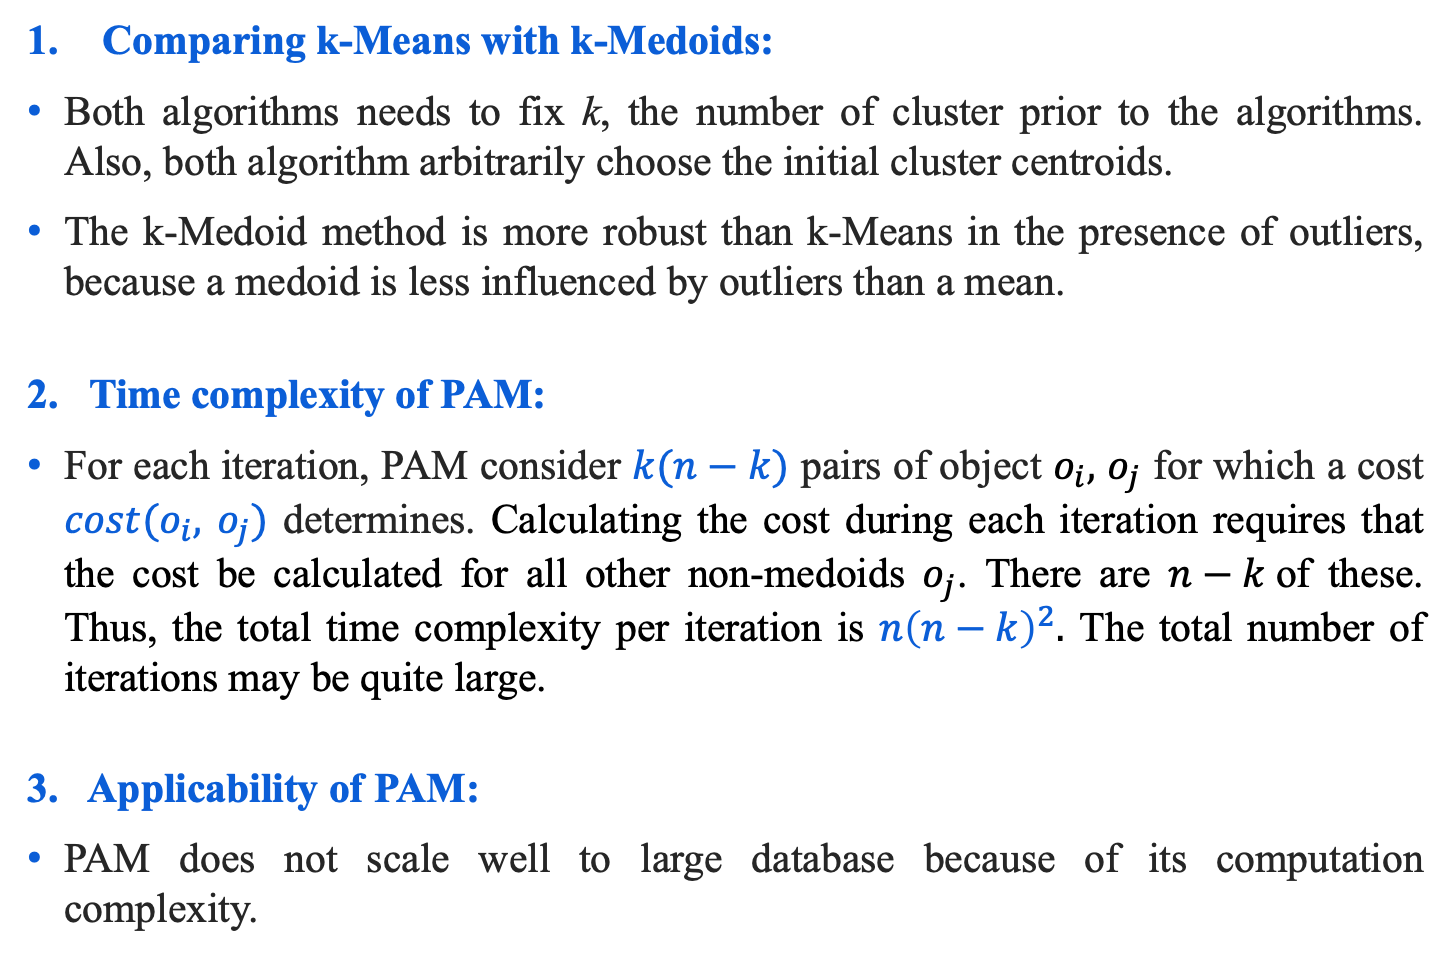 1. Comparing k-Means with k-Medoids:
• Both algorithms needs to fix k, the number of cluster prior to the algorithms.
Also, both algorithm arbitrarily choose the initial cluster centroids.
• The k-Medoid method is more robust than k-Means in the presence of outliers,
because a medoid is less influenced by outliers than a mean.
2. Time complexity of PAM:
• For each iteration, PAM consider k(n − k) pairs of object oᵢ, oⱼ for which a cost
cost(oᵢ, oⱼ) determines. Calculating the cost during each iteration requires that
the cost be calculated for all other non-medoids oⱼ. There are n − k of these.
Thus, the total time complexity per iteration is n(n − k)². The total number of
iterations may be quite large.
3. Applicability of PAM:
• PAM does not scale well to large database because of its computation
complexity.